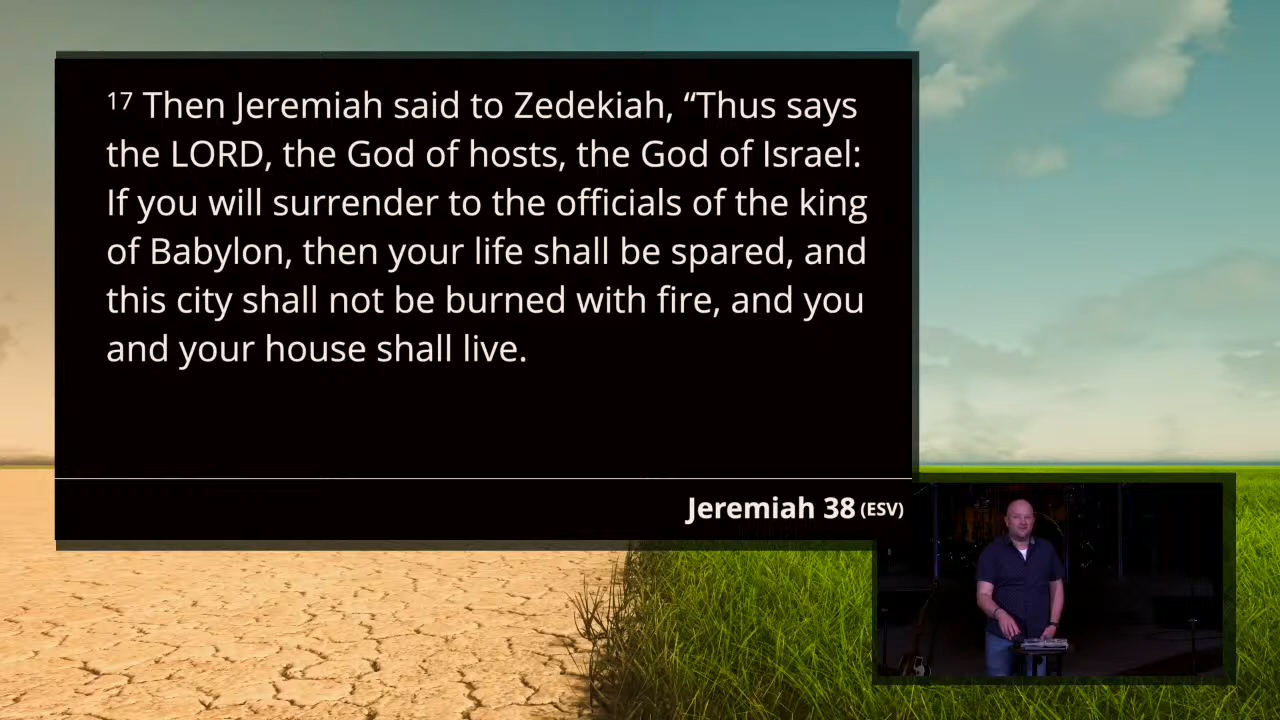 17 Then Jeremiah said to Zedekiah, “Thus says
the LORD, the God of hosts, the God of Israel:
If you will surrender to the officials of the king
of Babylon, then your life shall be spared, and
this city shall not be burned with fire, and you
and your house shall live.
Jeremiah 38 (ESV)